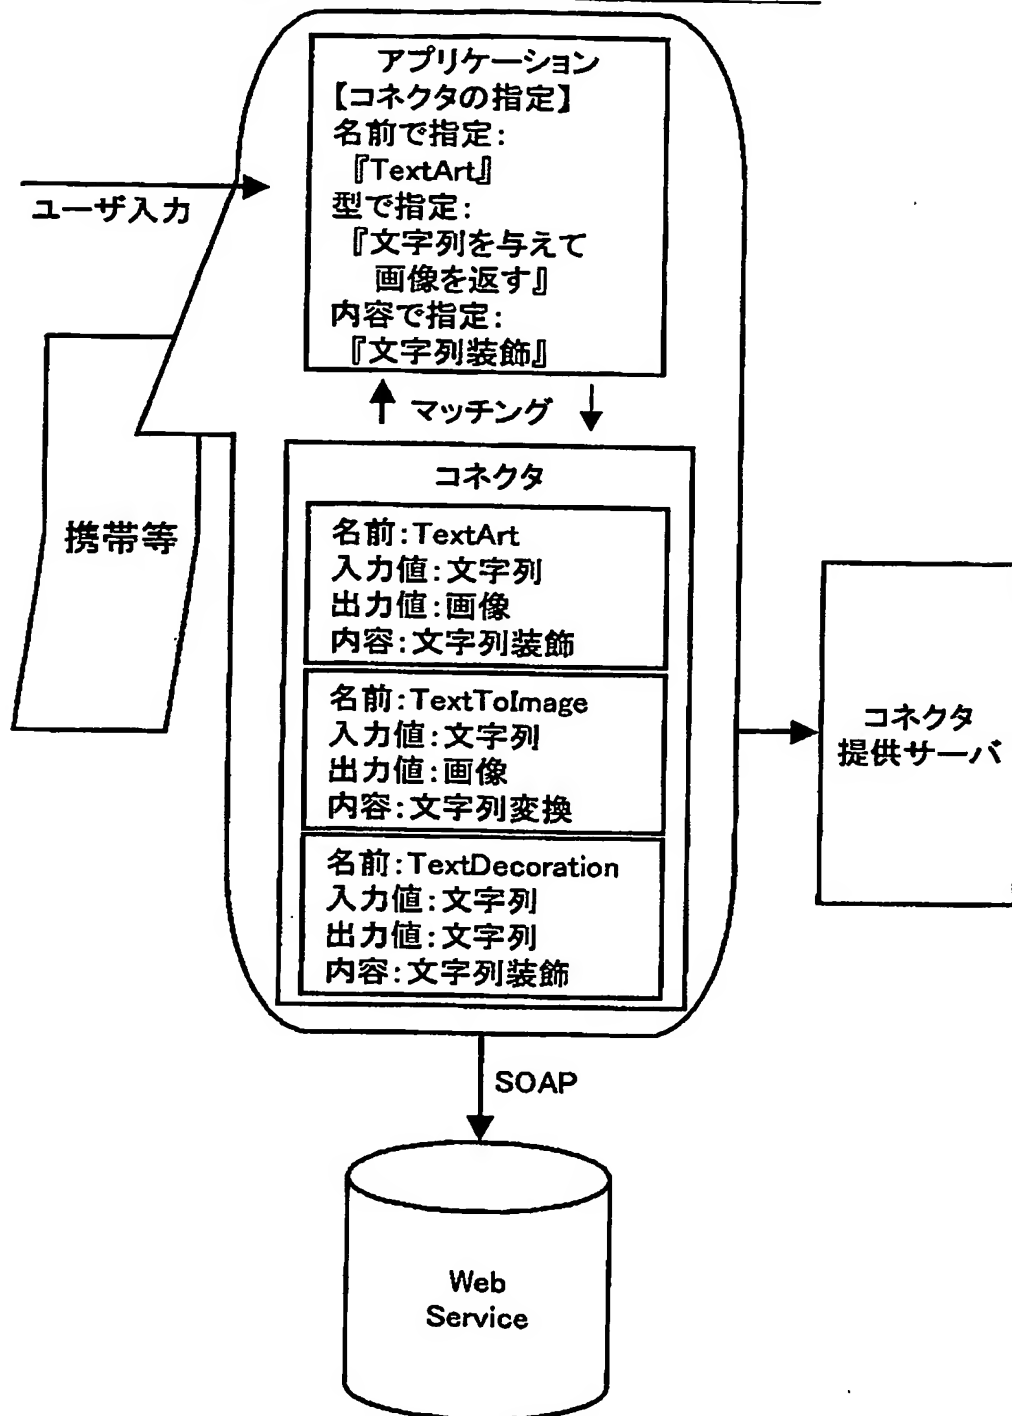 アプリケーション
【コネクタの指定】
名前で指定:
『TextArt』
型で指定:
『文字列を与えて
画像を返す』
内容で指定:
『文字列装飾』
ユーザ入力
マッチング
携帯等
コネクタ
名前:TextArt
入力値:文字列
出力値:画像
内容:文字列装飾
名前:TextToImage
入力値:文字列
出力値:画像
内容:文字列変換
名前:TextDecoration
入力値:文字列
出力値:文字列
内容:文字列装飾
コネクタ
提供サーバ
SOAP
Web
Service